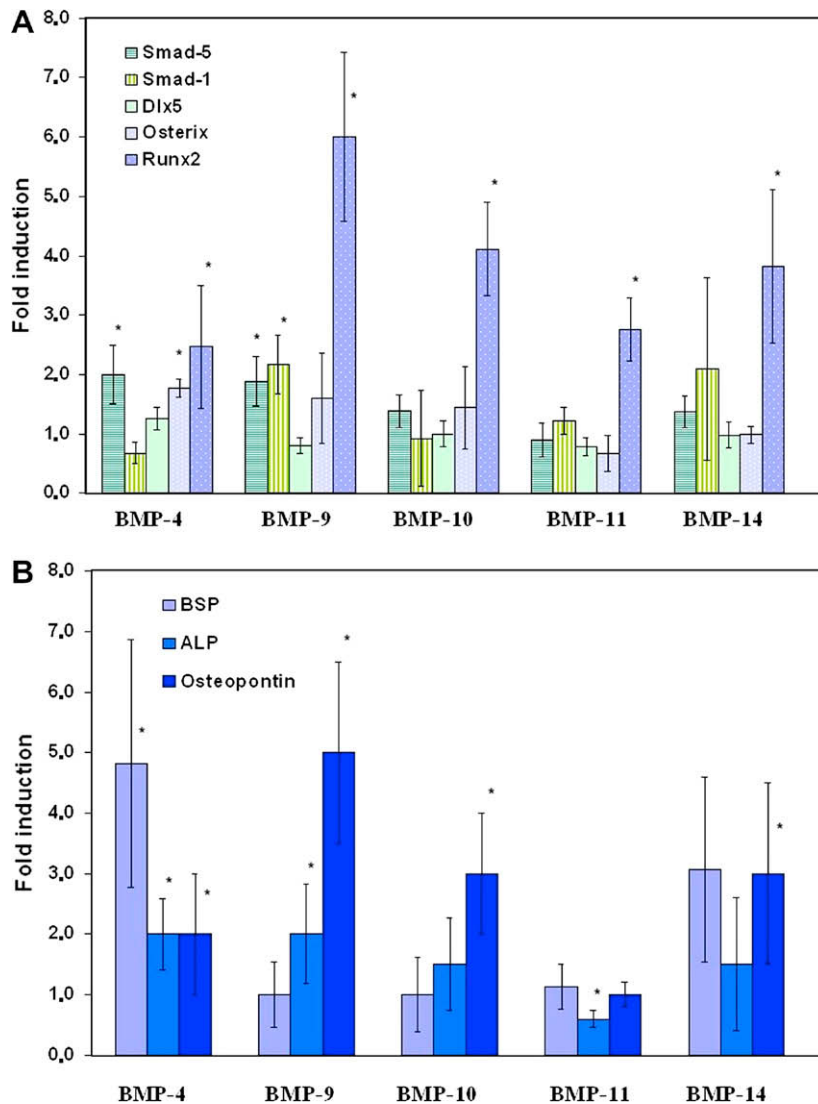 A
Fold induction
8.0
7.0
6.0
5.0
4.0
3.0
2.0
1.0
0.0
Smad-5
Smad-1
Dlx5
Osterix
Runx2
* * * * * * * * *
BMP-4 BMP-9 BMP-10 BMP-11 BMP-14
B
Fold induction
8.0
7.0
6.0
5.0
4.0
3.0
2.0
1.0
0.0
BSP
ALP
Osteopontin
* * * * * * * *
BMP-4 BMP-9 BMP-10 BMP-11 BMP-14